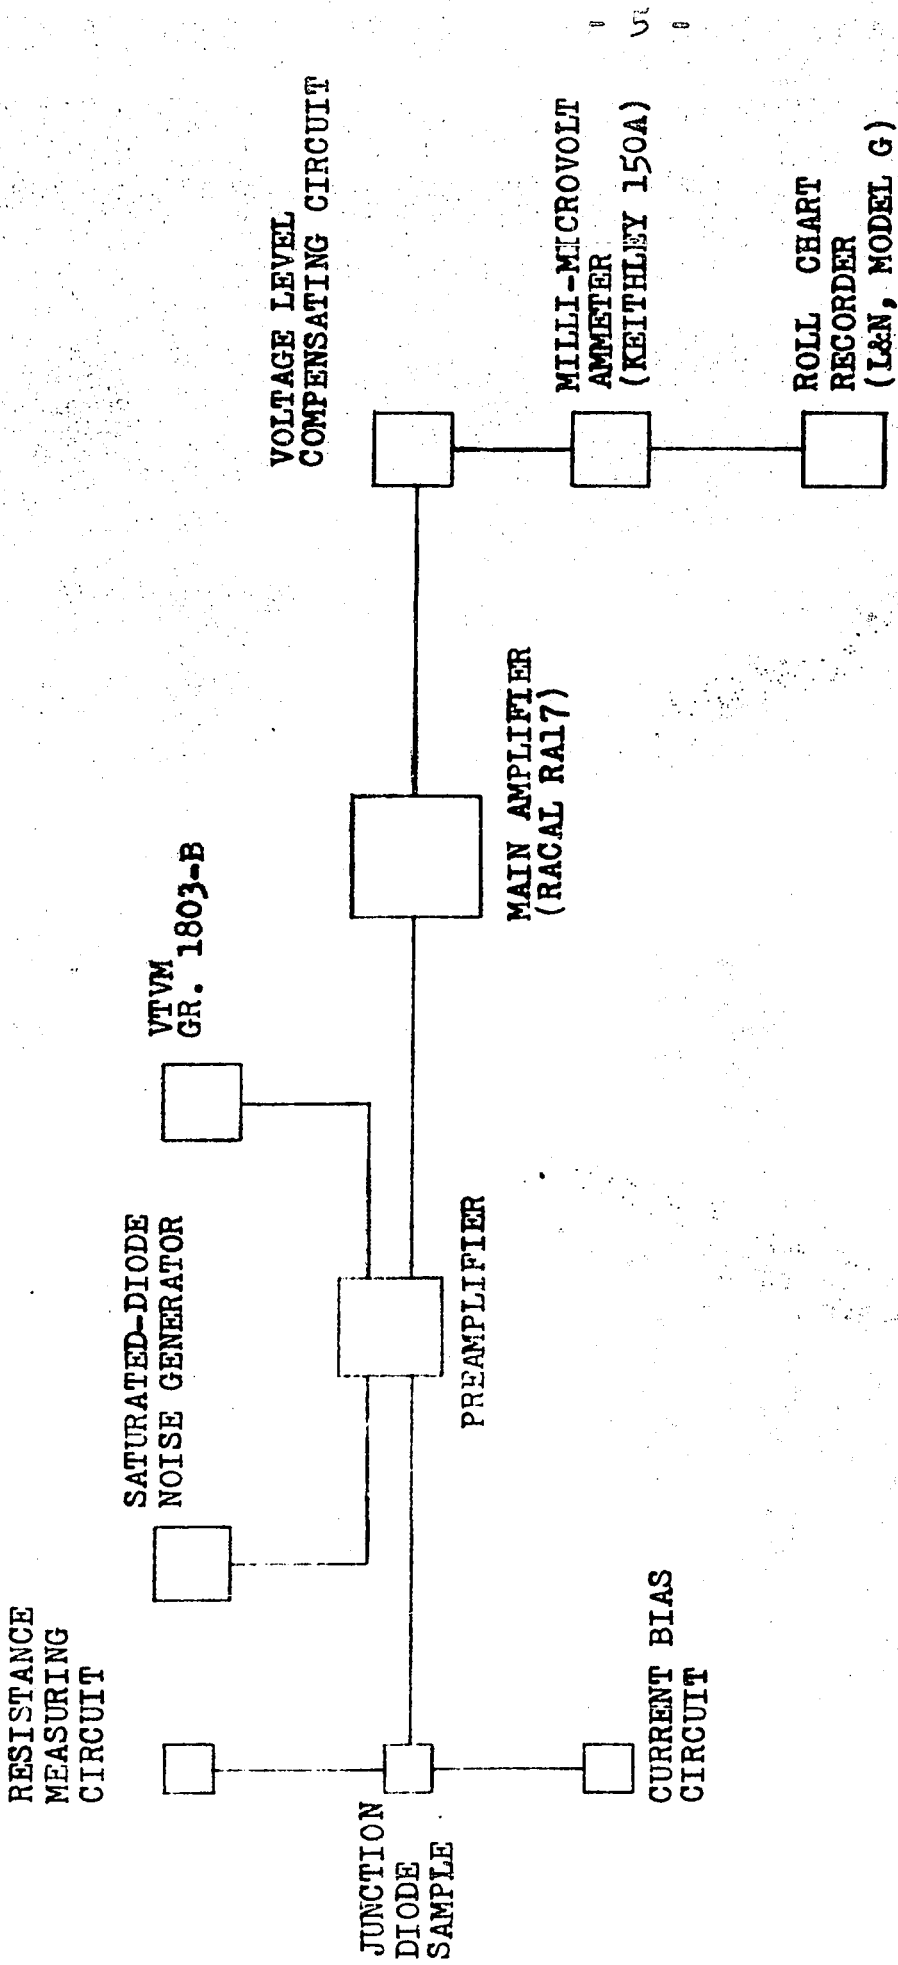 RESISTANCE
MEASURING
CIRCUIT
SATURATED-DIODE
NOISE GENERATOR
VTVM
GR. 1803-B
VOLTAGE LEVEL
COMPENSATING CIRCUIT
JUNCTION
DIODE
SAMPLE
CURRENT BIAS
CIRCUIT
PREAMPLIFIER
MAIN AMPLIFIER
(RACAL RA17)
MILLI-MICROVOLT
AMMETER
(KEITHLEY 150A)
ROLL CHART
RECORDER
(L&N, MODEL G)